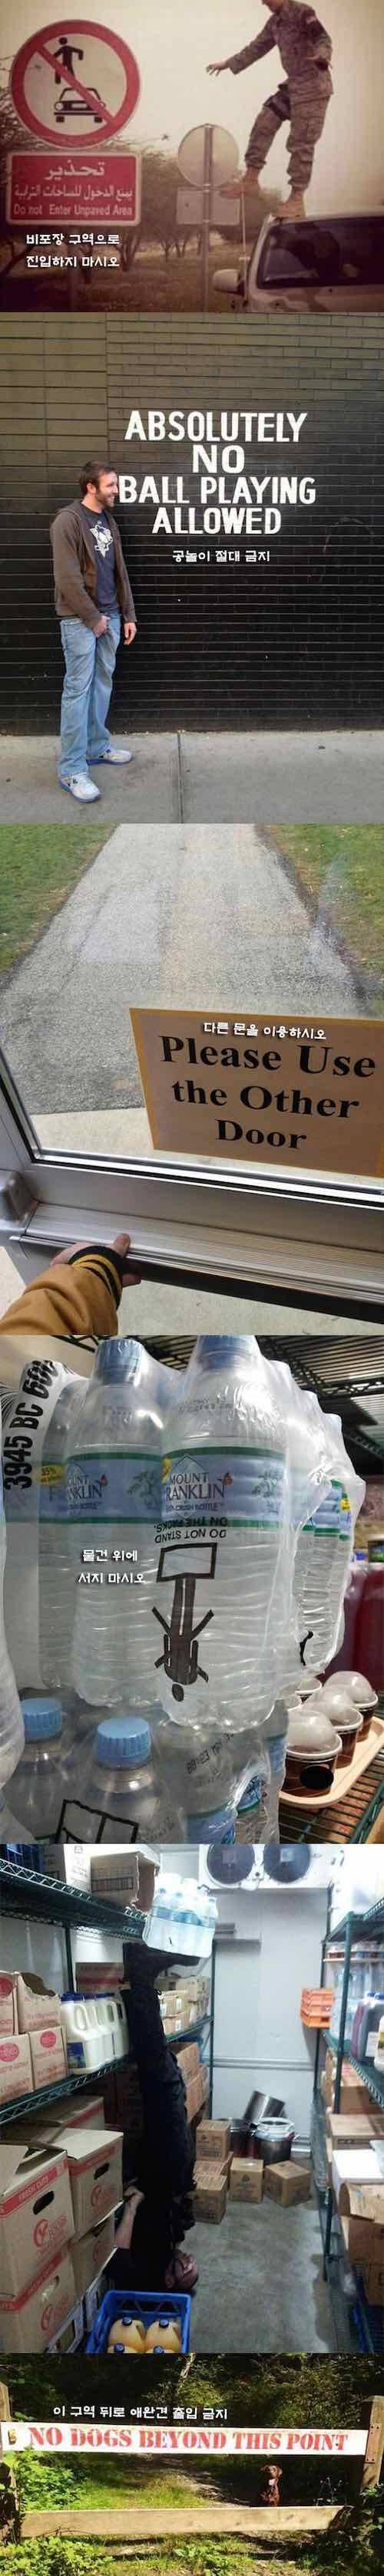 تحذير
يمنع الدخول للساحات الترابية
Do not Enter Unpaved Area
비포장 구역으로
진입하지 마시오
ABSOLUTELY
NO
BALL PLAYING
ALLOWED
공놀이 절대 금지
다른 문을 이용하시오
Please Use
the Other
Door
3945 BC
MOUNT
FRANKLIN
MOUNT
FRANKLIN
DO NOT STAND
ON THE PACKS.
물건 위에
서지 마시오
이 구역 뒤로 애완견 출입 금지
NO DOGS BEYOND THIS POINT